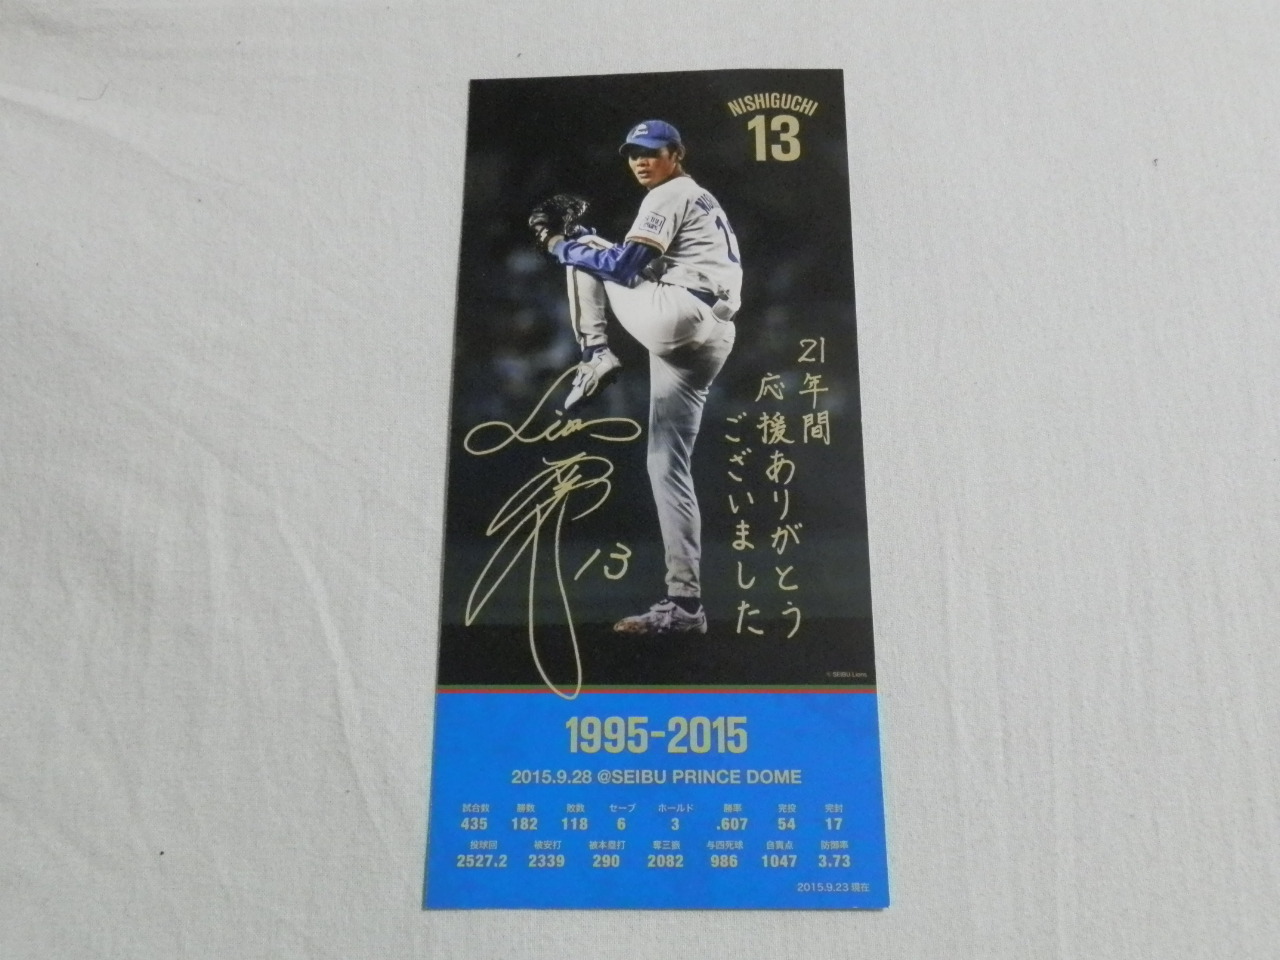 NISHIGUCHI
13
21年間
応援ありがとう
ございました
Lions
13
© SEIBU Lions
1995-2015
2015.9.28 @SEIBU PRINCE DOME
試合数 勝数 敗数 セーブ ホールド 勝率 完投 完封
435 182 118 6 3 .607 54 17
投球回 被安打 被本塁打 奪三振 与四死球 自責点 防御率
2527.2 2339 290 2082 986 1047 3.73
2015.9.23 現在